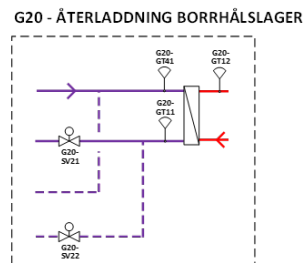 G20 - ÅTERLADDNING BORRHÅLSLAGER
G20-
GT41
G20-
GT12
G20-
GT11
G20-
SV21
G20-
SV22